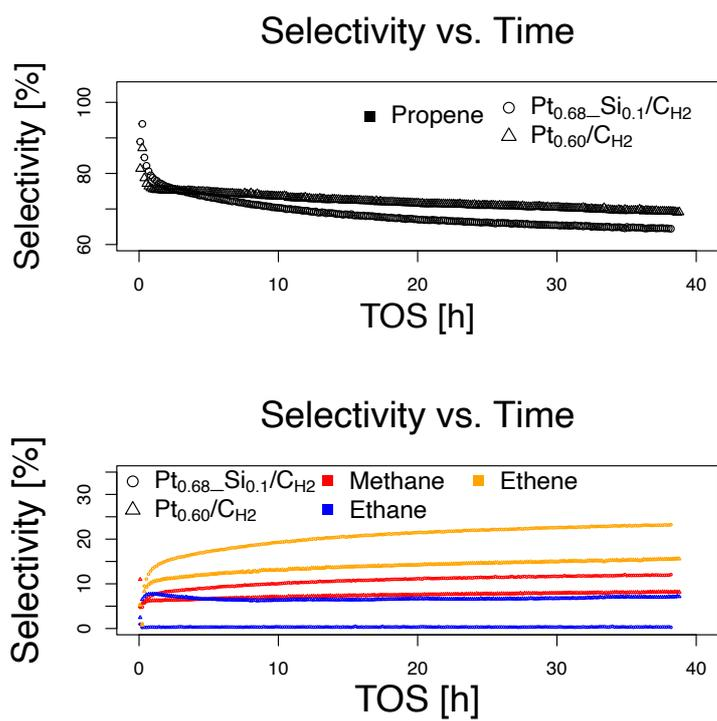 Selectivity vs. Time
Selectivity [%]
100
80
60
■ Propene
○ Pt0.68_Si0.1/CH2
△ Pt0.60/CH2
0 10 20 30 40
TOS [h]
Selectivity vs. Time
Selectivity [%]
30
20
10
0
○ Pt0.68_Si0.1/CH2 ■ Methane ■ Ethene
△ Pt0.60/CH2 ■ Ethane
0 10 20 30 40
TOS [h]